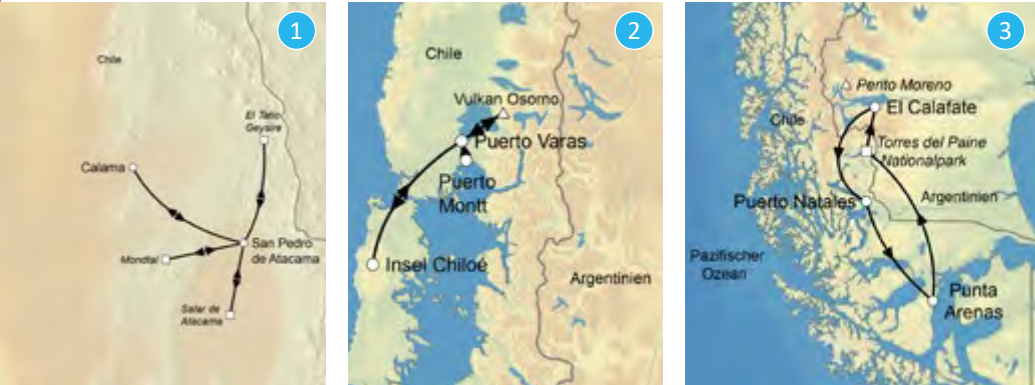 1
Chile
El Tatio
Geysire
Calama
San Pedro
de Atacama
Mondtal
Salar de
Atacama
2
Chile
Vulkan Osorno
Puerto Varas
Puerto
Montt
Insel Chiloé
Argentinien
3
Perito Moreno
El Calafate
Chile
Torres del Paine
Nationalpark
Argentinien
Puerto Natales
Pazifischer
Ozean
Punta
Arenas